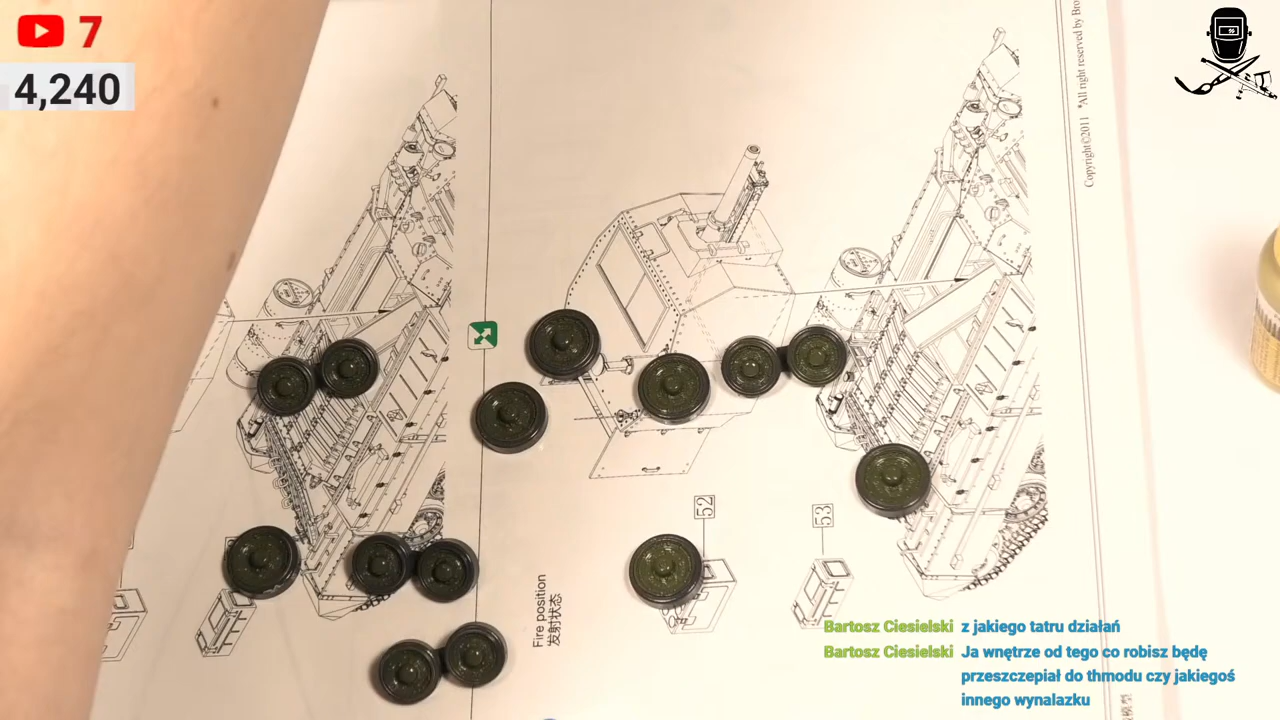 7
4,240
Copyright©2011 *All right reserved by Bro
52
53
Fire position
发射状态
Bartosz Ciesielski z jakiego tatru działań
Bartosz Ciesielski Ja wnętrze od tego co robisz będę
przeszczepiał do thmodu czy jakiegoś
innego wynalazku